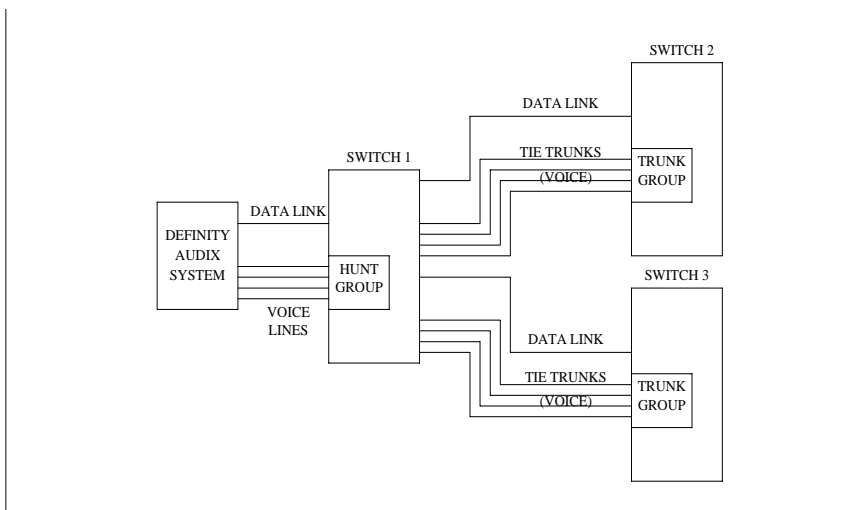 SWITCH 2
DATA LINK
TIE TRUNKS
(VOICE)
TRUNK
GROUP
SWITCH 1
DATA LINK
DEFINITY
AUDIX
SYSTEM
HUNT
GROUP
VOICE
LINES
SWITCH 3
DATA LINK
TIE TRUNKS
(VOICE)
TRUNK
GROUP